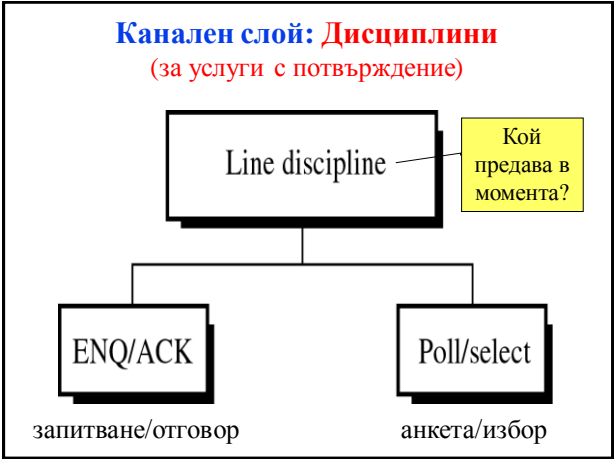 Канален слой: Дисциплини
(за услуги с потвърждение)
Line discipline
Кой
предава в
момента?
ENQ/ACK
Poll/select
запитване/отговор
анкета/избор